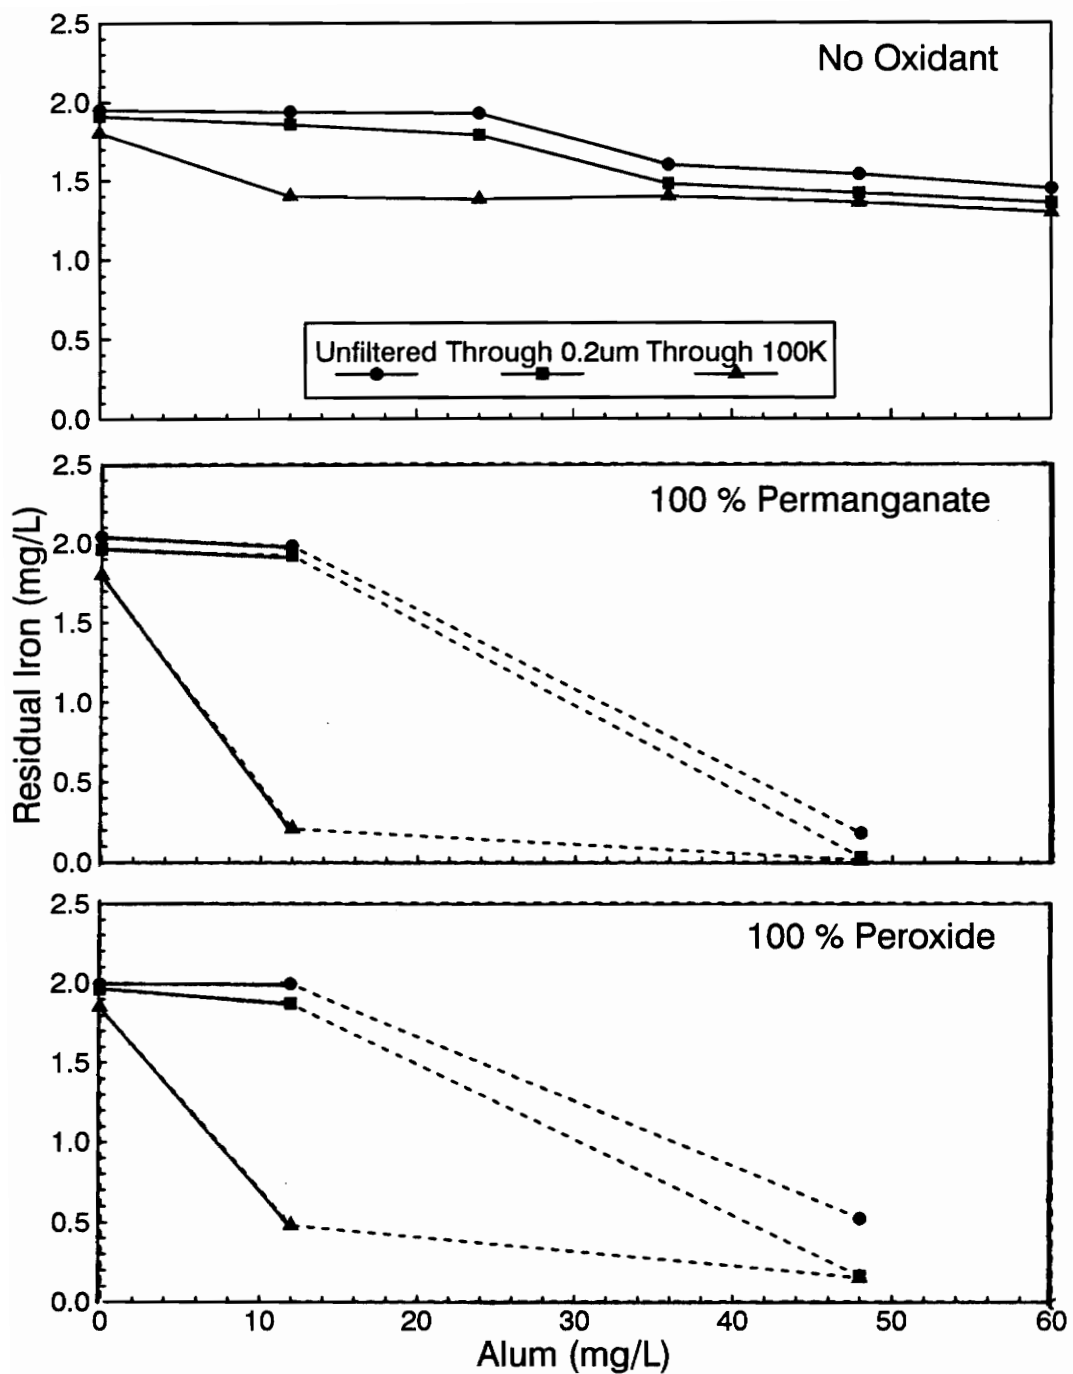 2.5
No Oxidant
2.0
1.5
1.0
0.5
Unfiltered Through 0.2um Through 100K
0.0
2.5
100 % Permanganate
2.0
1.5
1.0
0.5
0.0
Residual Iron (mg/L)
2.5
100 % Peroxide
2.0
1.5
1.0
0.5
0.0
0 10 20 30 40 50 60
Alum (mg/L)